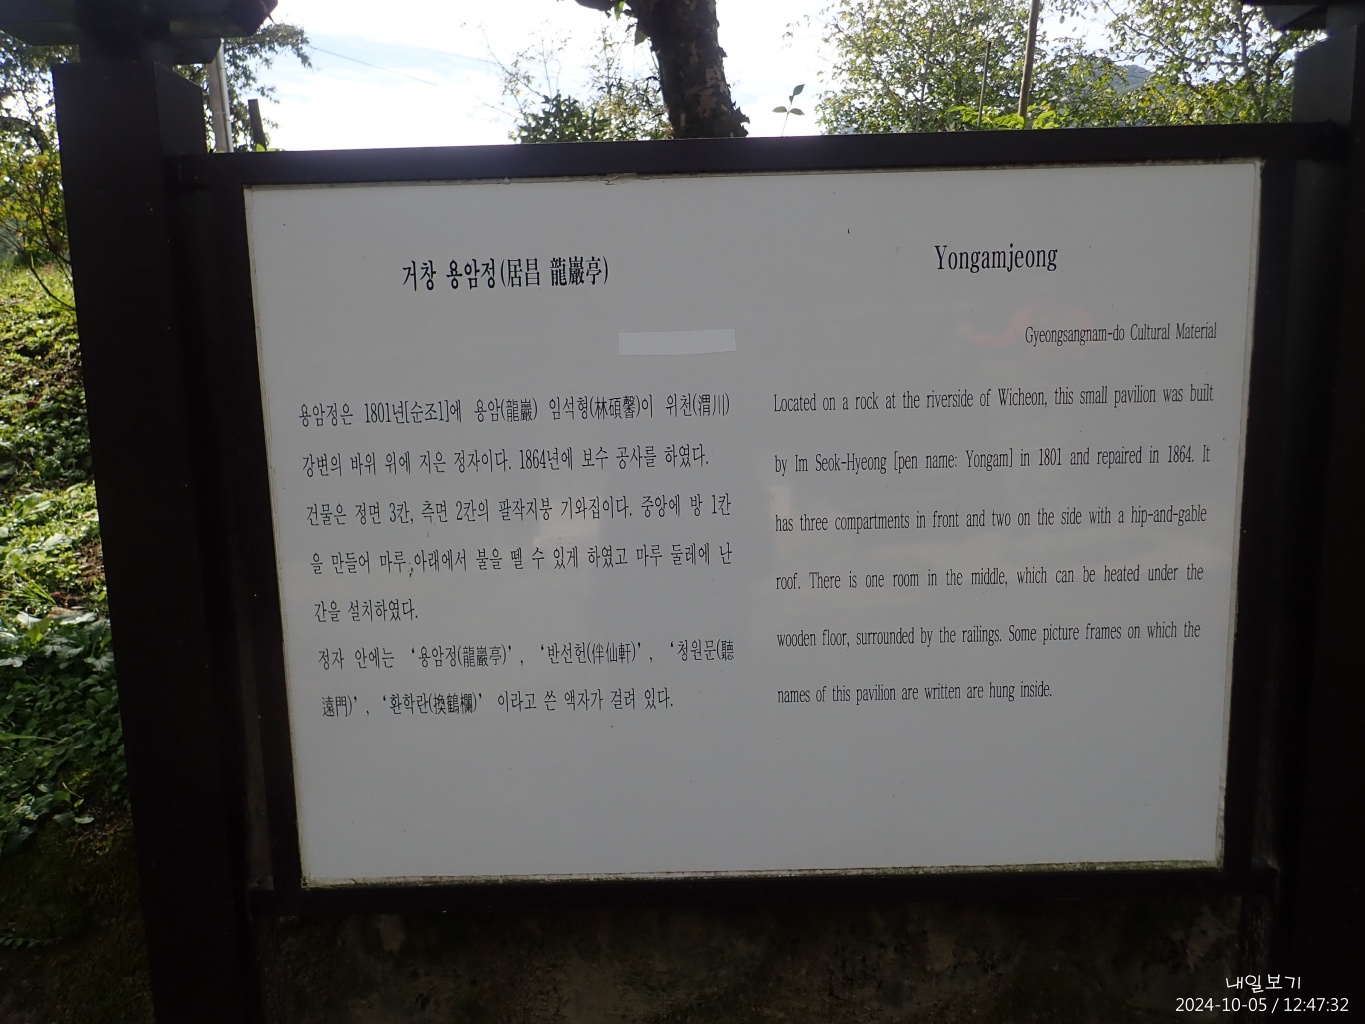 거창 용암정(居昌 龍巖亭)
용암정은 1801년[순조1]에 용암(龍巖) 임석형(林碩馨)이 위천(渭川)
강변의 바위 위에 지은 정자이다. 1864년에 보수 공사를 하였다.
건물은 정면 3칸, 측면 2칸의 팔작지붕 기와집이다. 중앙에 방 1칸
을 만들어 마루 아래에서 불을 뗄 수 있게 하였고 마루 둘레에 난
간을 설치하였다.
정자 안에는 ‘용암정(龍巖亭)’, ‘반선헌(伴仙軒)’, ‘청원문(聽
遠門)’, ‘환학란(換鶴欄)’ 이라고 쓴 액자가 걸려 있다.
Yongamjeong
Gyeongsangnam-do Cultural Material
Located on a rock at the riverside of Wicheon, this small pavilion was built
by Im Seok-Hyeong [pen name: Yongam] in 1801 and repaired in 1864. It
has three compartments in front and two on the side with a hip-and-gable
roof. There is one room in the middle, which can be heated under the
wooden floor, surrounded by the railings. Some picture frames on which the
names of this pavilion are written are hung inside.
내일보기
2024-10-05 / 12:47:32